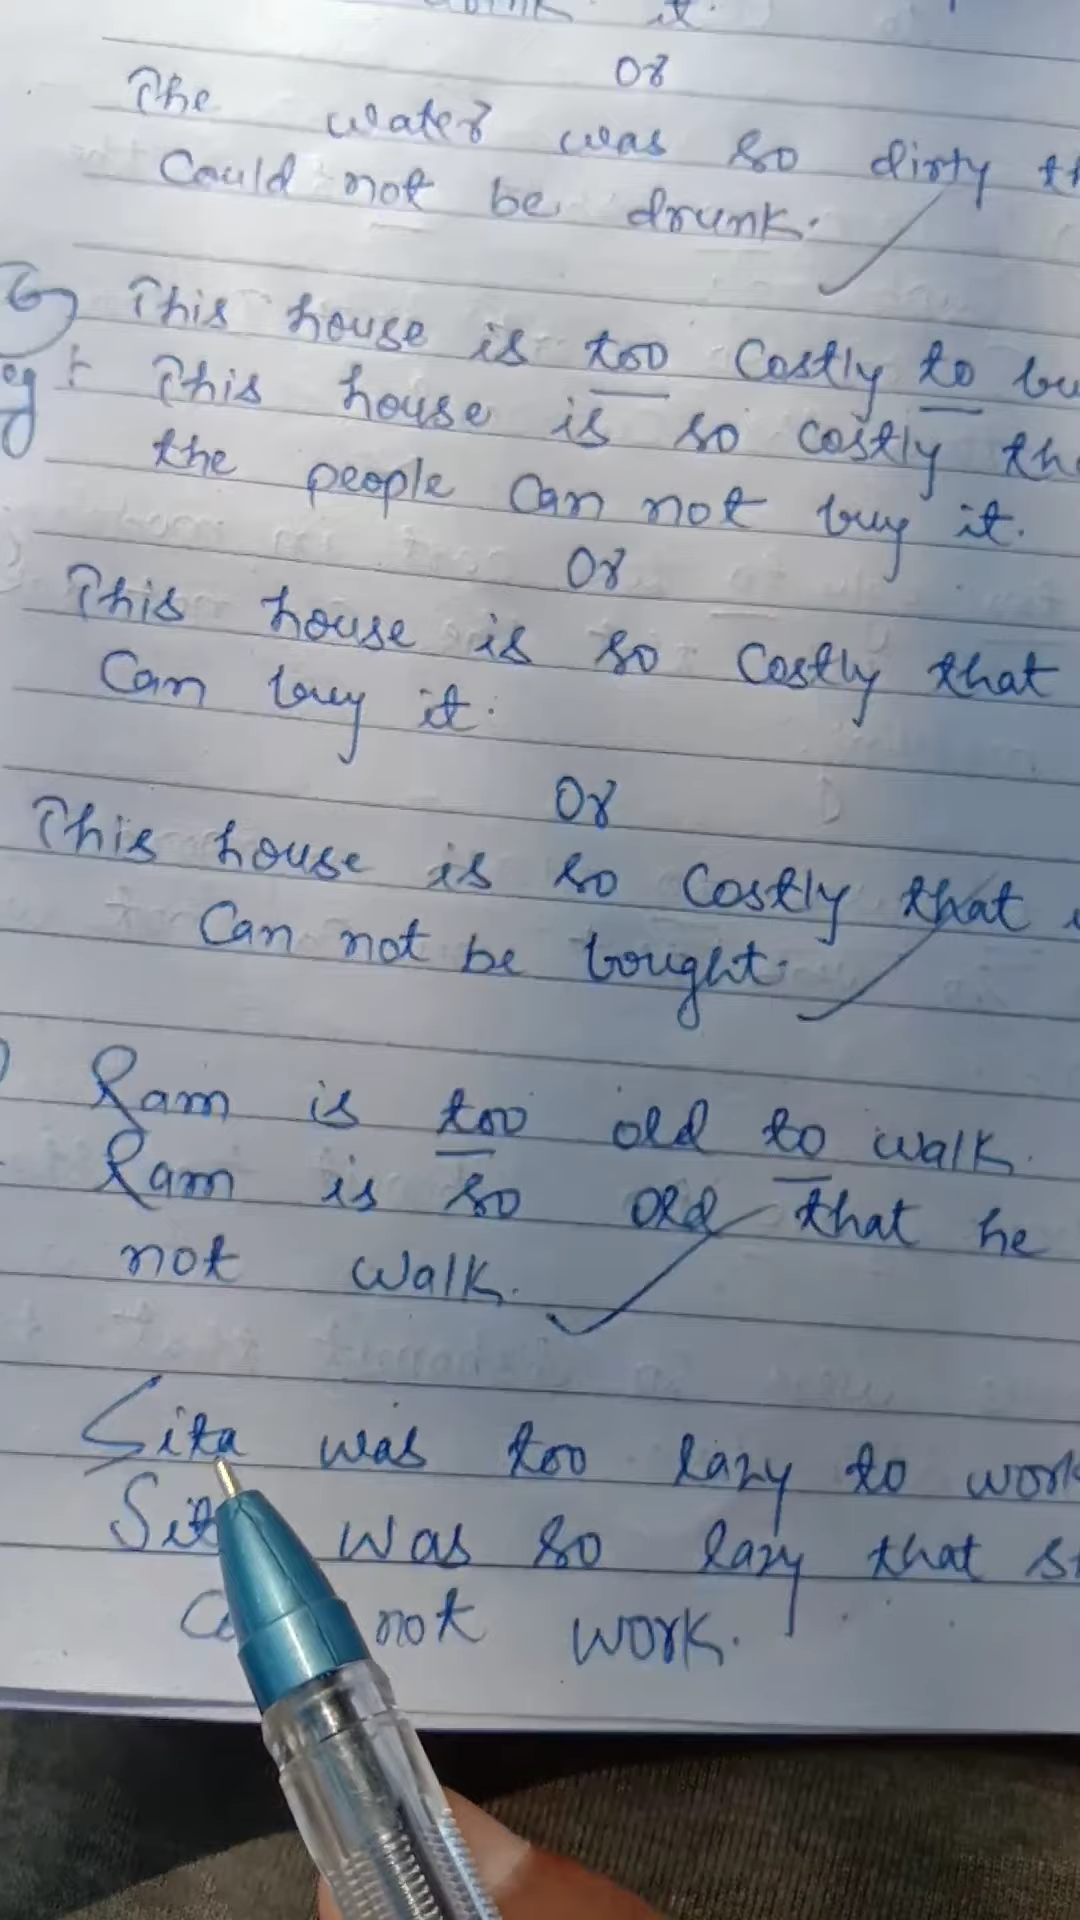 it.
Or
The water was so dirty
Could not be drunk.
6) This house is too Costly to
eg:- This house is so costly
the people can not buy it.
Or
This house is so Costly that
Can buy it.
Or
This house is so Costly that
Can not be bought.
Ram is too old to walk.
Ram is so old that he
not walk.
Sita was too lazy to work
was so lazy that
not work.